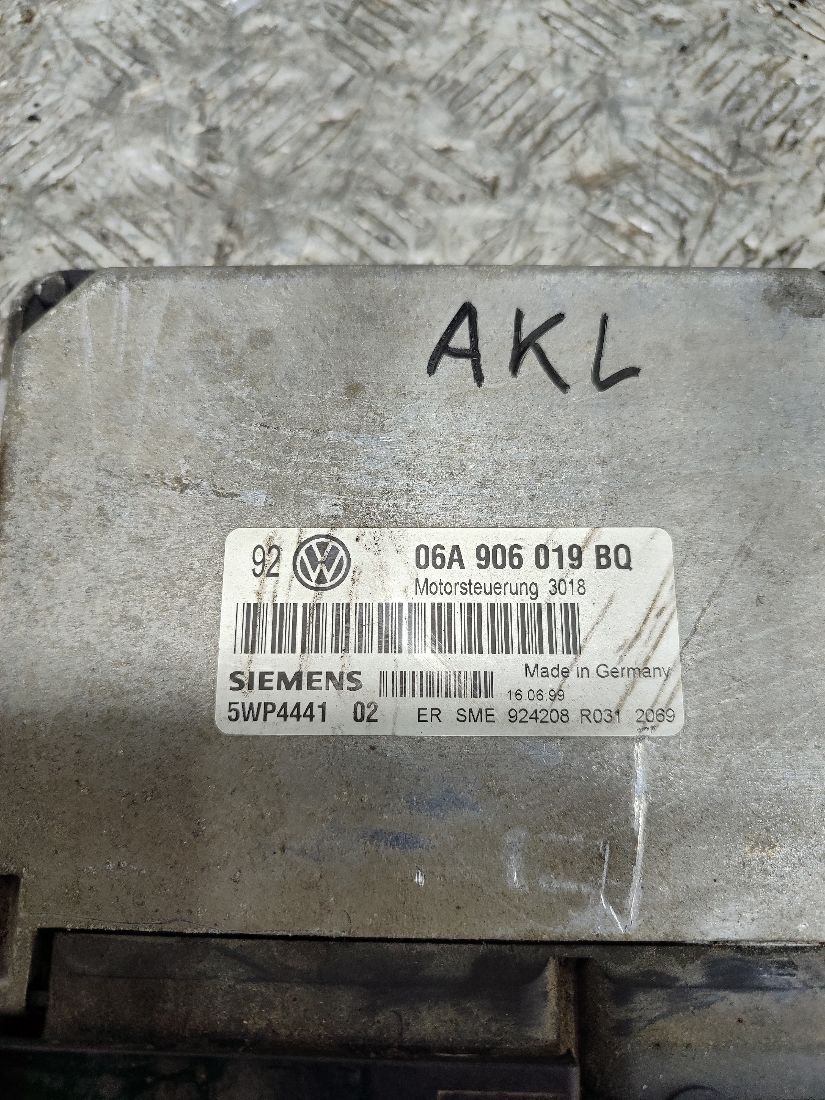 AKL
92 VW 06A 906 019 BQ
Motorsteuerung 3018
Made in Germany
SIEMENS 16.06.99
5WP4441 02 ER SME 924208 R031 2069